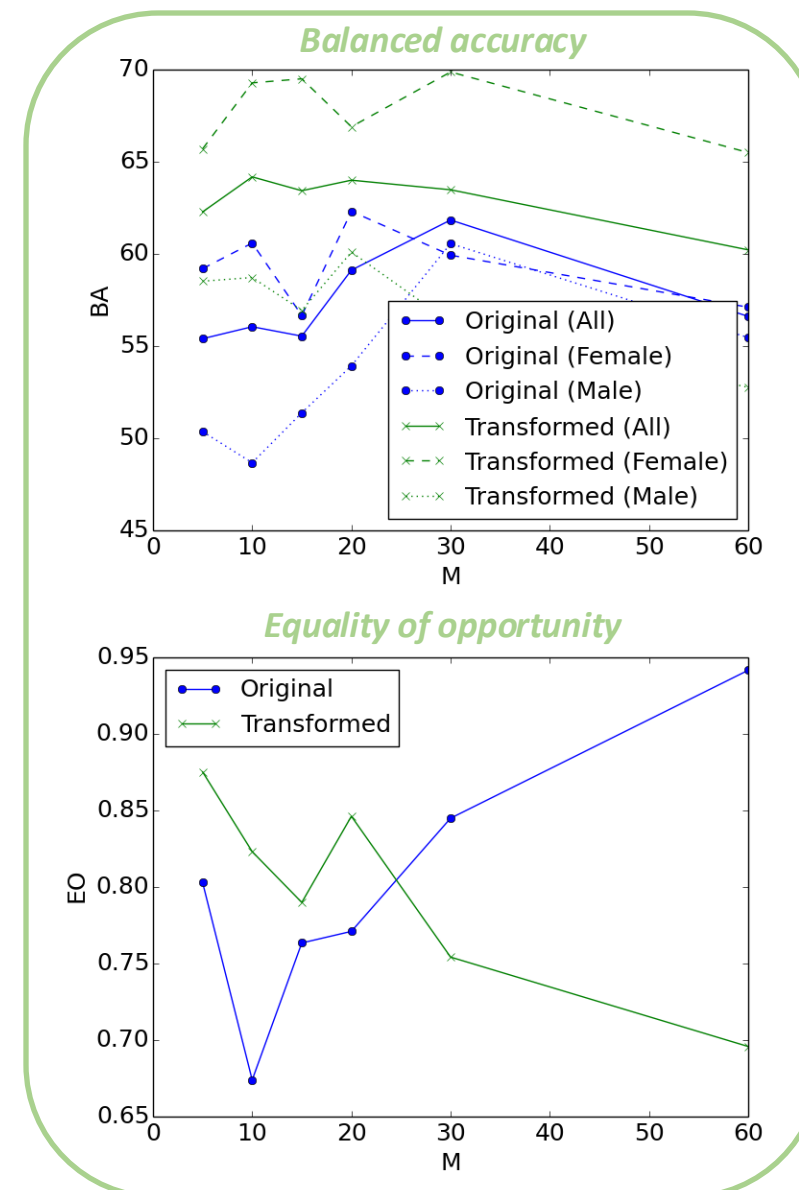 Balanced accuracy
70
65
60
55
50
45
BA
Original (All)
Original (Female)
Original (Male)
Transformed (All)
Transformed (Female)
Transformed (Male)
0 10 20 30 40 50 60
M
Equality of opportunity
0.95
0.90
0.85
0.80
0.75
0.70
0.65
EO
Original
Transformed
0 10 20 30 40 50 60
M